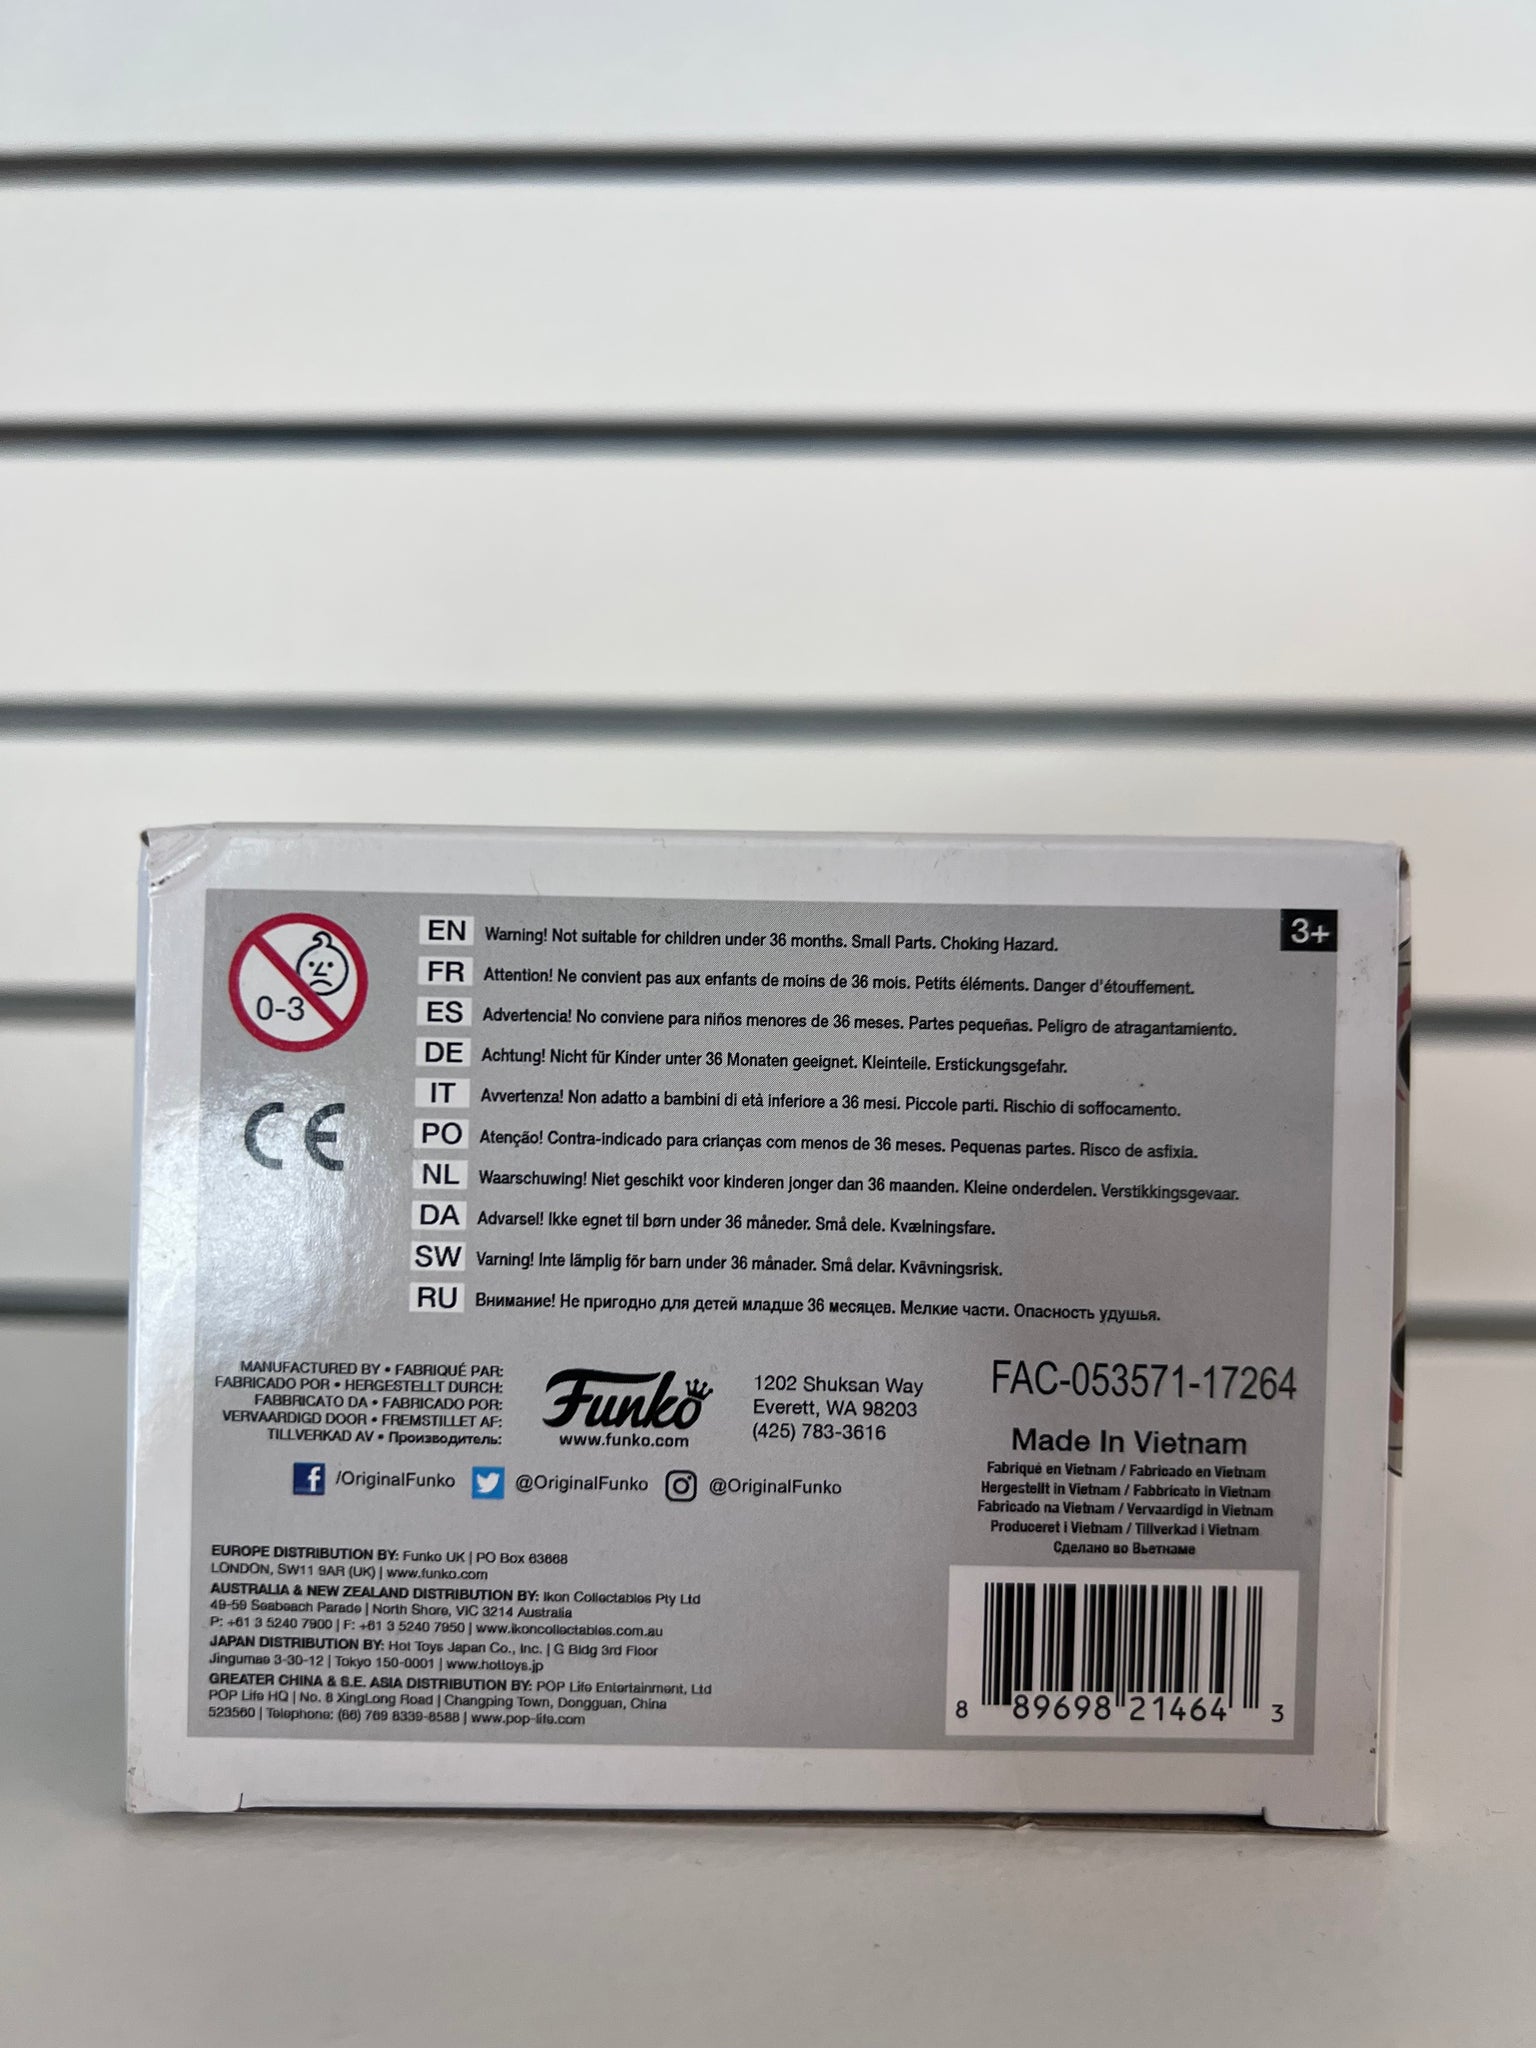 0-3
CE
3+
EN Warning! Not suitable for children under 36 months. Small Parts. Choking Hazard.
FR Attention! Ne convient pas aux enfants de moins de 36 mois. Petits éléments. Danger d'étouffement.
ES Advertencia! No conviene para niños menores de 36 meses. Partes pequeñas. Peligro de atragantamiento.
DE Achtung! Nicht für Kinder unter 36 Monaten geeignet. Kleinteile. Erstickungsgefahr.
IT Avvertenza! Non adatto a bambini di età inferiore a 36 mesi. Piccole parti. Rischio di soffocamento.
PO Atenção! Contra-indicado para crianças com menos de 36 meses. Pequenas partes. Risco de asfixia.
NL Waarschuwing! Niet geschikt voor kinderen jonger dan 36 maanden. Kleine onderdelen. Verstikkingsgevaar.
DA Advarsel! Ikke egnet til børn under 36 måneder. Små dele. Kvælningsfare.
SW Varning! Inte lämplig för barn under 36 månader. Små delar. Kvävningsrisk.
RU Внимание! Не пригодно для детей младше 36 месяцев. Мелкие части. Опасность удушья.
MANUFACTURED BY • FABRIQUÉ PAR:
FABRICADO POR • HERGESTELLT DURCH:
FABBRICATO DA • FABRICADO POR:
VERVAARDIGD DOOR • FREMSTILLET AF:
TILLVERKAD AV • Производитель:
Funko
www.funko.com
1202 Shuksan Way
Everett, WA 98203
(425) 783-3616
/OriginalFunko @OriginalFunko @OriginalFunko
FAC-053571-17264
Made In Vietnam
Fabriqué en Vietnam / Fabricado en Vietnam
Hergestellt in Vietnam / Fabbricato in Vietnam
Fabricado na Vietnam / Vervaardigd in Vietnam
Produceret i Vietnam / Tillverkad i Vietnam
Сделано во Вьетнаме
EUROPE DISTRIBUTION BY: Funko UK | PO Box 63668
LONDON, SW11 9AR (UK) | www.funko.com
AUSTRALIA & NEW ZEALAND DISTRIBUTION BY: Ikon Collectables Pty Ltd
49-59 Seabeach Parade | North Shore, VIC 3214 Australia
P: +61 3 5240 7900 | F: +61 3 5240 7950 | www.ikoncollectables.com.au
JAPAN DISTRIBUTION BY: Hot Toys Japan Co., Inc. | G Bldg 3rd Floor
Jingumae 3-30-12 | Tokyo 150-0001 | www.hottoys.jp
GREATER CHINA & S.E. ASIA DISTRIBUTION BY: POP Life Entertainment, Ltd
POP Life HQ | No. 8 XingLong Road | Changping Town, Dongguan, China
523560 | Telephone: (86) 769 8339-8588 | www.pop-life.com
8 89698 21464 3